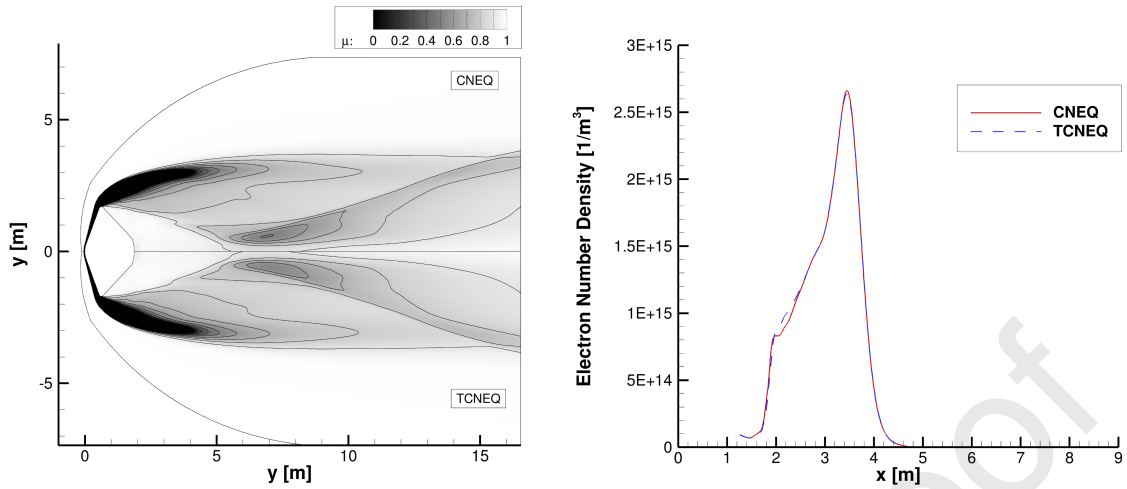 μ: 0 0.2 0.4 0.6 0.8 1
CNEQ
TCNEQ
5
0
-5
y [m]
0 5 10 15
y [m]
3E+15
2.5E+15
2E+15
1.5E+15
1E+15
5E+14
0
Electron Number Density [1/m³]
CNEQ
TCNEQ
0 1 2 3 4 5 6 7 8 9
x [m]
oof